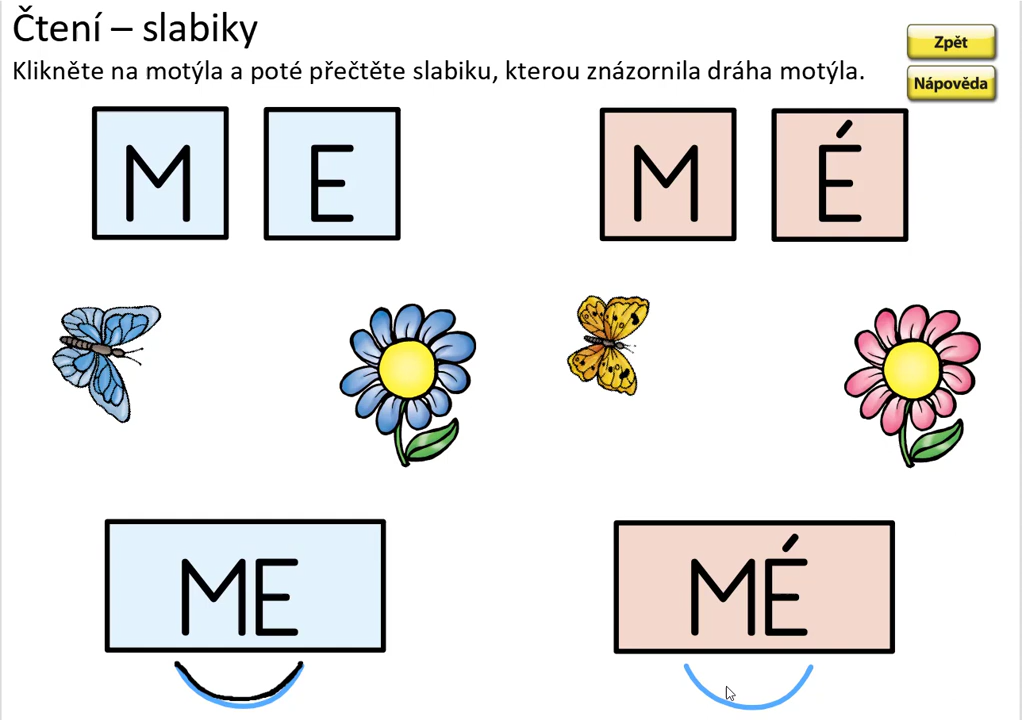 Čtení – slabiky
Zpět
Klikněte na motýla a poté přečtěte slabiku, kterou znázornila dráha motýla.
Nápověda
M E M É
ME MÉ